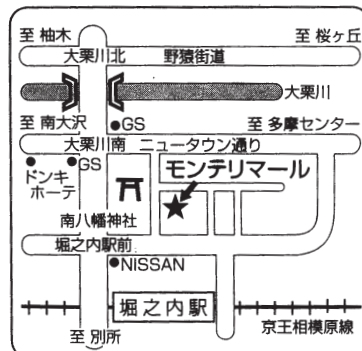 至 柚木
至 桜ヶ丘
大栗川北
野猿街道
大栗川
至 南大沢
GS
至 多摩センター
大栗川南
ニュータウン通り
GS
ドンキ
ホーテ
モンテリマール
南八幡神社
堀之内駅前
NISSAN
堀之内駅
京王相模原線
至 別所